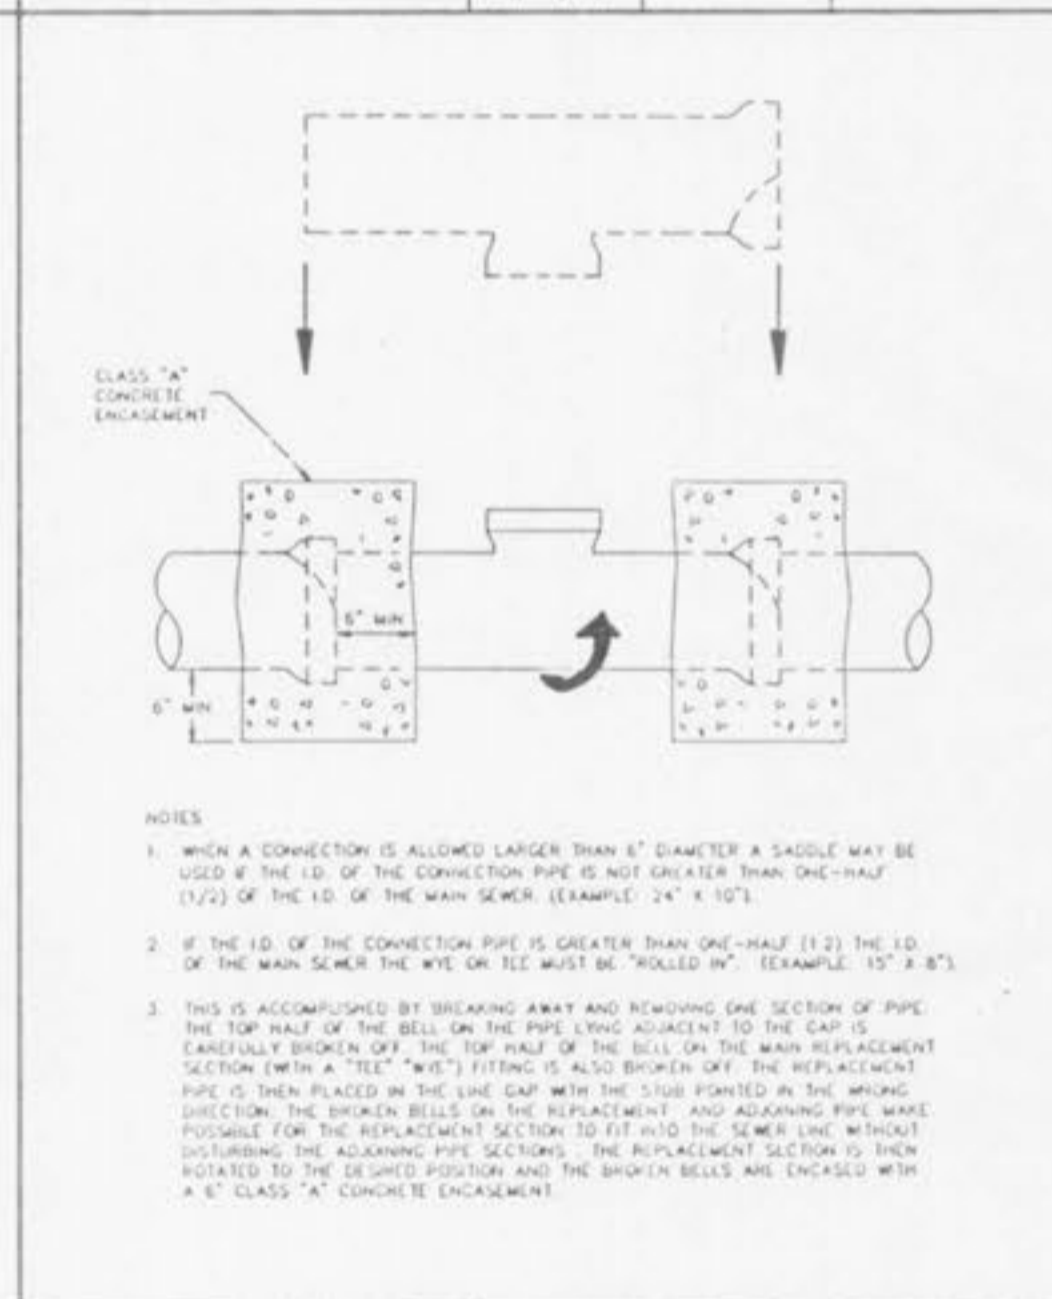 CLASS "A"
CONCRETE
ENCASEMENT
6" MIN
6" MIN
NOTES
1. WHEN A CONNECTION IS ALLOWED LARGER THAN 6" DIAMETER A SADDLE MAY BE
USED IF THE I.D. OF THE CONNECTION PIPE IS NOT GREATER THAN ONE-HALF
(1/2) OF THE I.D. OF THE MAIN SEWER. (EXAMPLE: 24" X 10").
2. IF THE I.D. OF THE CONNECTION PIPE IS GREATER THAN ONE-HALF (1 2) THE I.D.
OF THE MAIN SEWER THE WYE OR TEE MUST BE "ROLLED IN". (EXAMPLE: 15" X 8").
3. THIS IS ACCOMPLISHED BY BREAKING AWAY AND REMOVING ONE SECTION OF PIPE.
THE TOP HALF OF THE BELL ON THE PIPE LYING ADJACENT TO THE GAP IS
CAREFULLY BROKEN OFF. THE TOP HALF OF THE BELL ON THE MAIN REPLACEMENT
SECTION (WITH A "TEE" "WYE") FITTING IS ALSO BROKEN OFF. THE REPLACEMENT
PIPE IS THEN PLACED IN THE LINE GAP WITH THE STUB POINTED IN THE WRONG
DIRECTION. THE BROKEN BELLS ON THE REPLACEMENT AND ADJOINING PIPE MAKE
POSSIBLE FOR THE REPLACEMENT SECTION TO FIT INTO THE SEWER LINE WITHOUT
DISTURBING THE ADJOINING PIPE SECTIONS. THE REPLACEMENT SECTION IS THEN
ROTATED TO THE DESIRED POSITION AND THE BROKEN BELLS ARE ENCASED WITH
A 6" CLASS "A" CONCRETE ENCASEMENT.